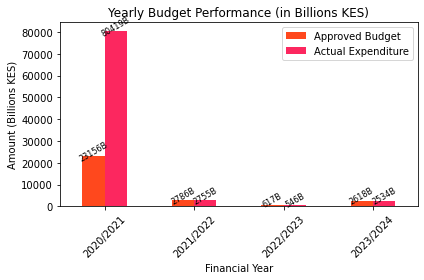 Yearly Budget Performance (in Billions KES)
Approved Budget
Actual Expenditure
Amount (Billions KES)
80000
70000
60000
50000
40000
30000
20000
10000
0
23156B
80419B
2786B
2755B
617B
546B
2618B
2534B
2020/2021
2021/2022
2022/2023
2023/2024
Financial Year